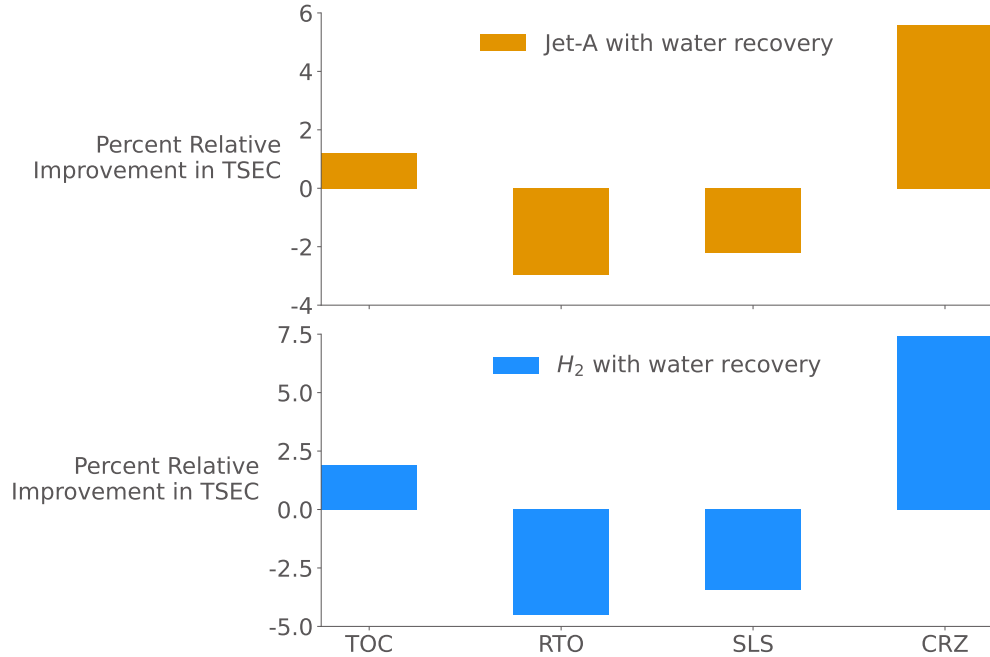 6
Jet-A with water recovery
4
2
Percent Relative
Improvement in TSEC
0
-2
-4
7.5
H₂ with water recovery
5.0
2.5
Percent Relative
Improvement in TSEC
0.0
-2.5
-5.0
TOC RTO SLS CRZ